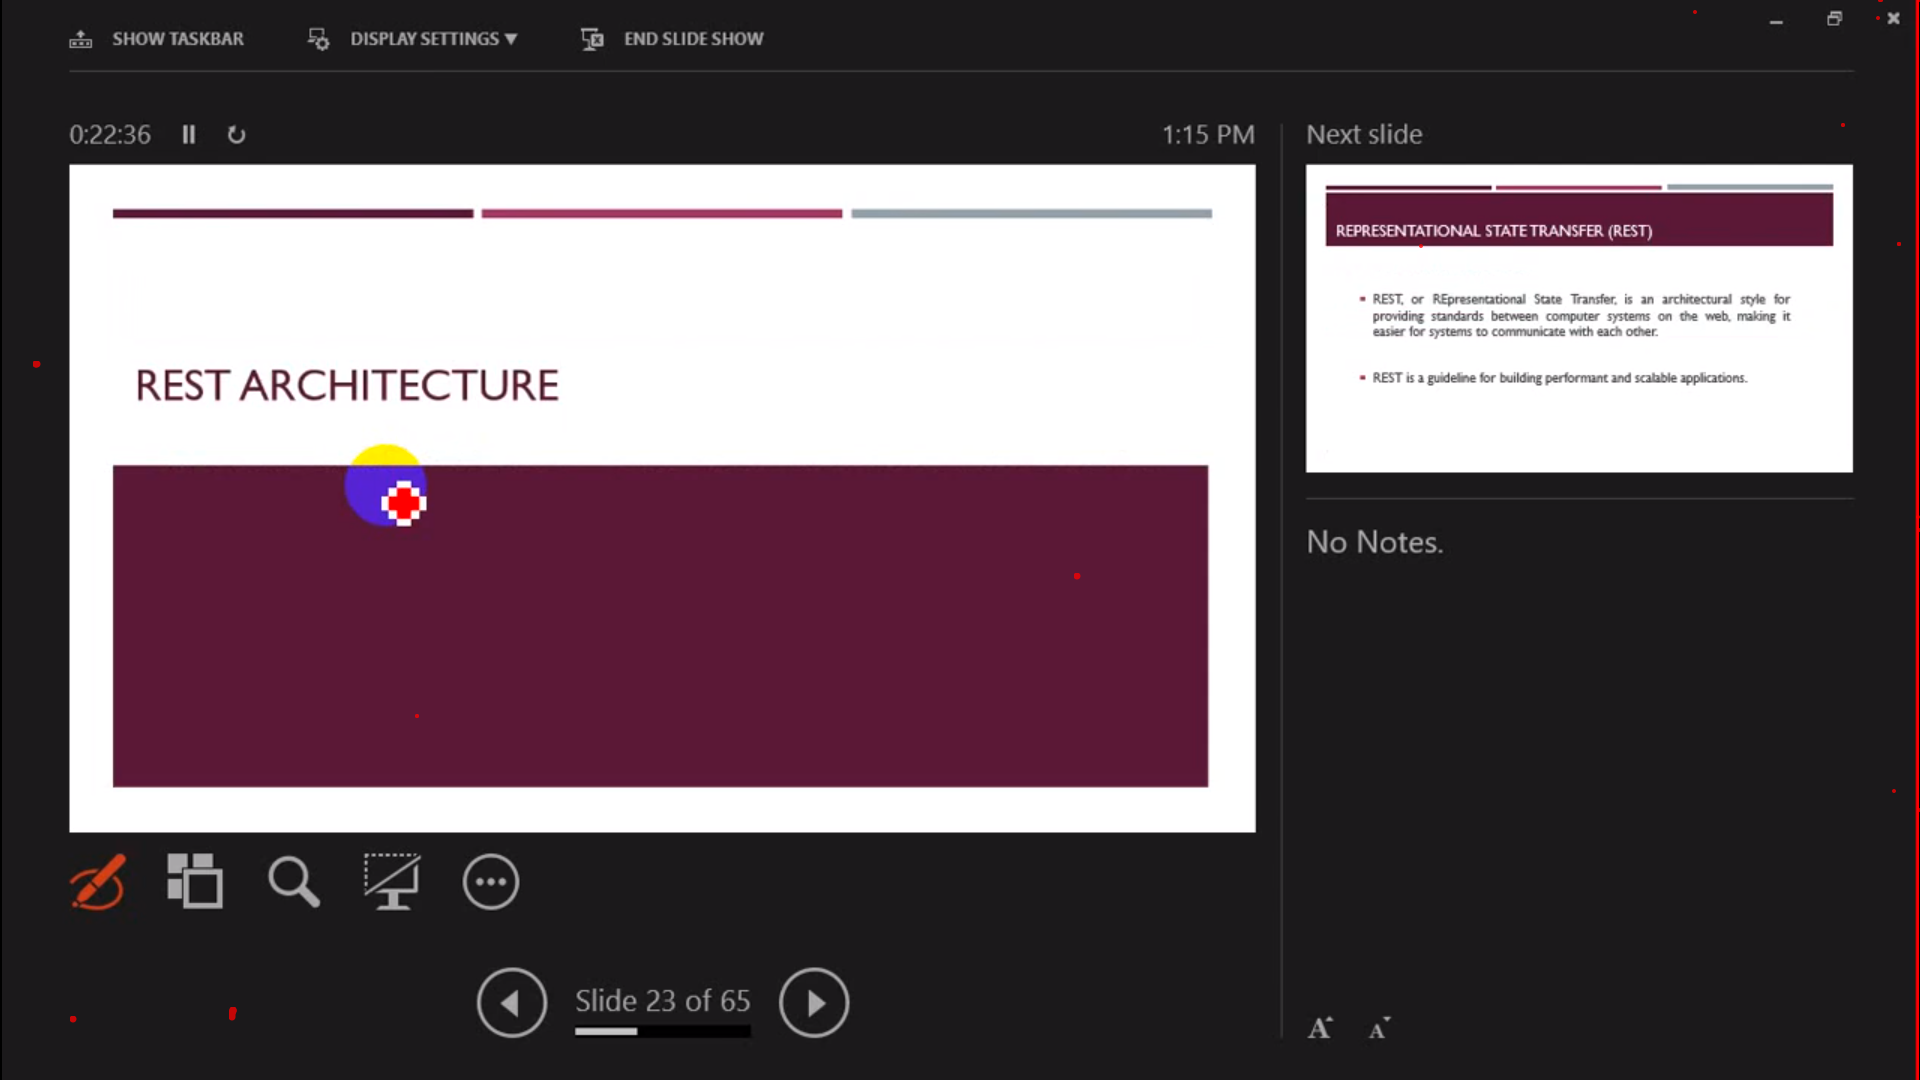 SHOW TASKBAR
DISPLAY SETTINGS ▼
END SLIDE SHOW
0:22:36
1:15 PM
REST ARCHITECTURE
Slide 23 of 65
Next slide
REPRESENTATIONAL STATE TRANSFER (REST)
▪ REST, or REpresentational State Transfer, is an architectural style for
providing standards between computer systems on the web, making it
easier for systems to communicate with each other.
▪ REST is a guideline for building performant and scalable applications.
No Notes.
A A